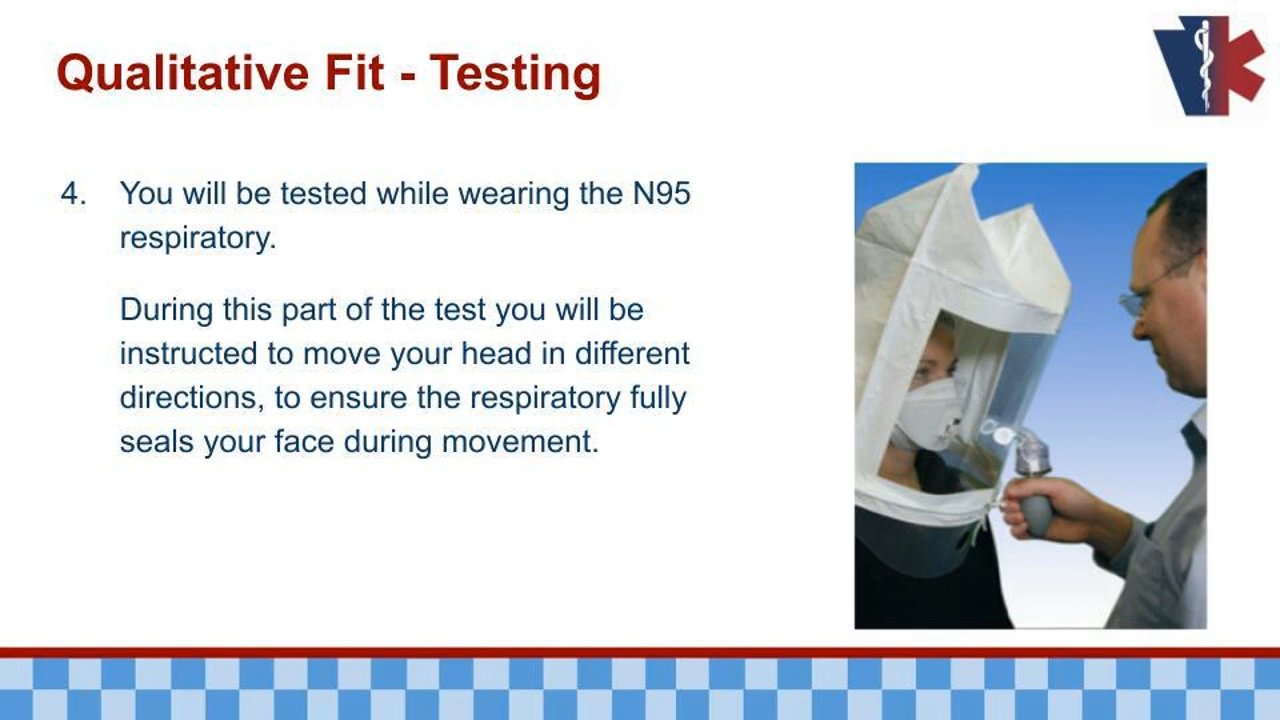 Qualitative Fit - Testing
4. You will be tested while wearing the N95
respiratory.
During this part of the test you will be
instructed to move your head in different
directions, to ensure the respiratory fully
seals your face during movement.